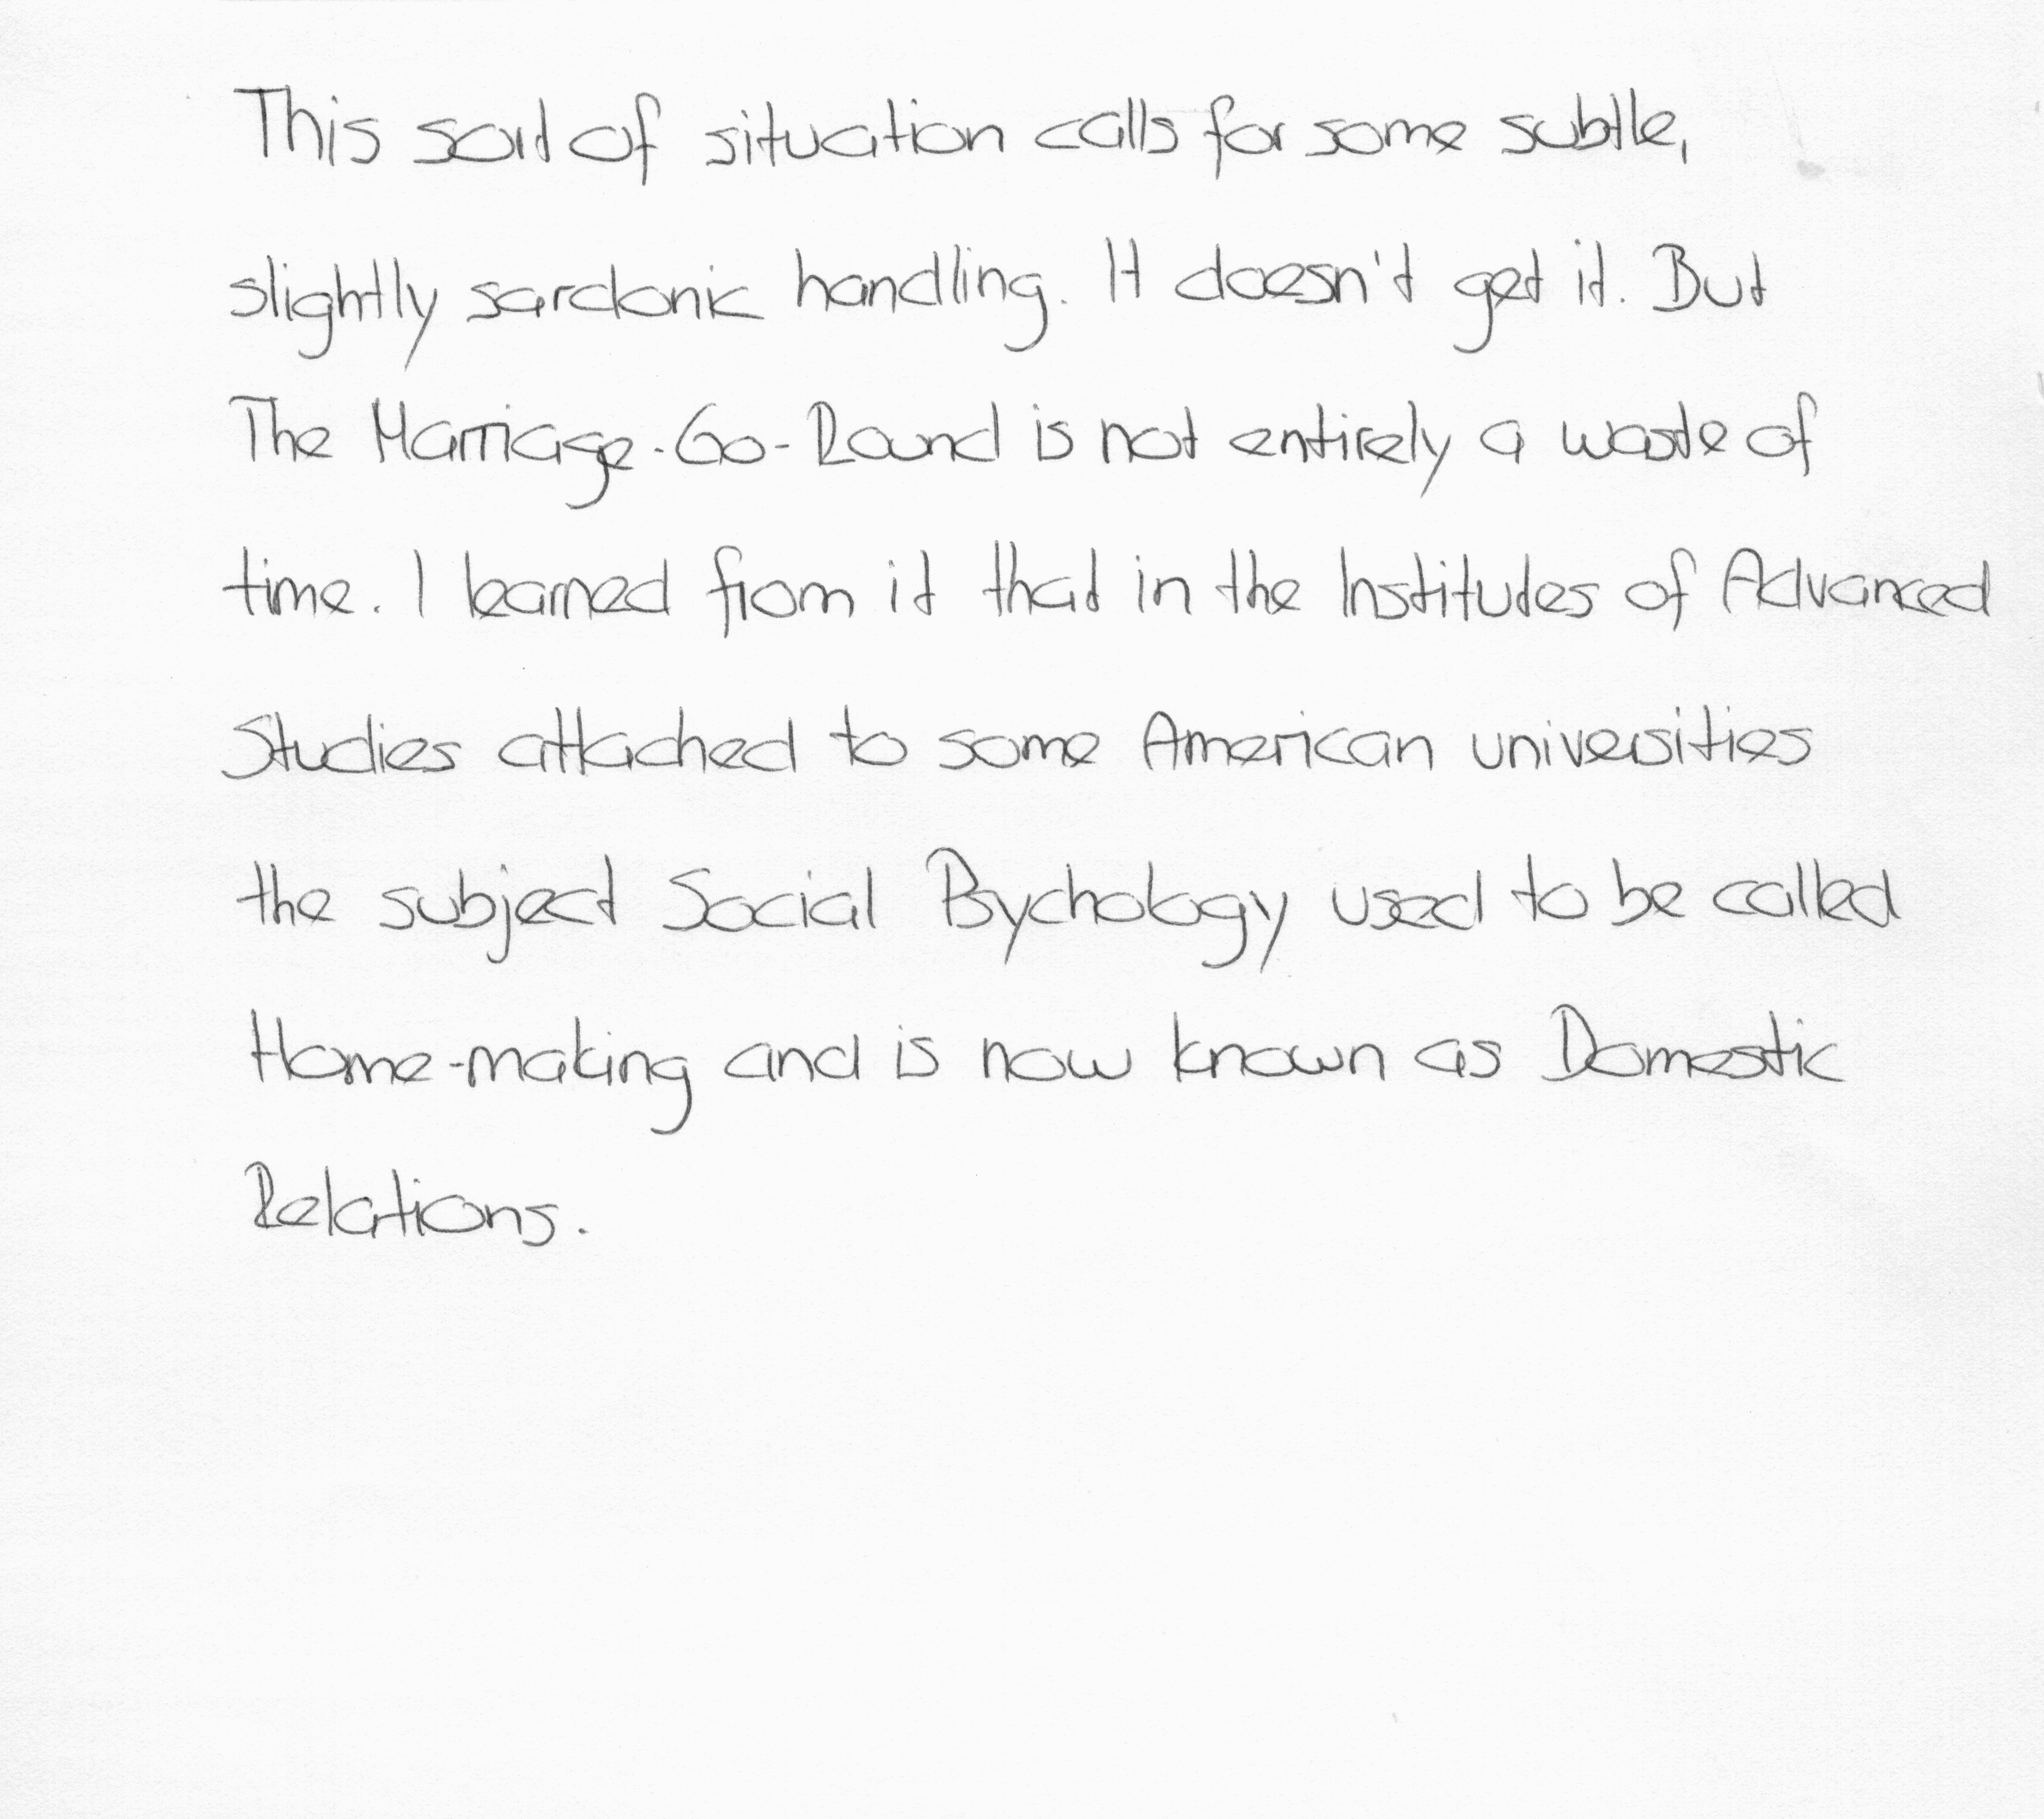 This sort of situation calls for some subtle,
slightly sardonic handling. It doesn't get it. But
The Marriage-Go-Round is not entirely a waste of
time. I learned from it that in the Institutes of Advanced
Studies attached to some American universities
the subject Social Psychology used to be called
Home-making and is now known as Domestic
Relations.